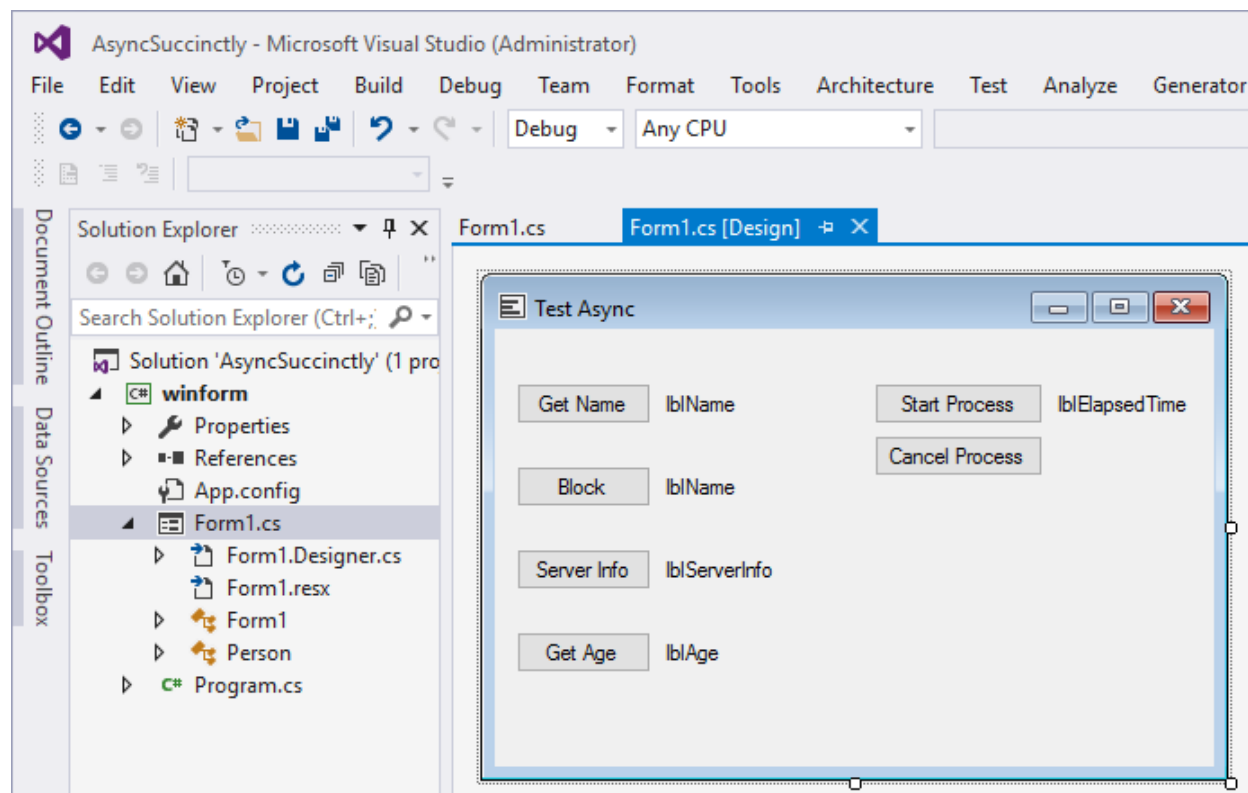 AsyncSuccinctly - Microsoft Visual Studio (Administrator)
File Edit View Project Build Debug Team Format Tools Architecture Test Analyze Generator
Debug Any CPU
Document Outline
Data Sources
Toolbox
Solution Explorer
Search Solution Explorer (Ctrl+;
Solution 'AsyncSuccinctly' (1 pro
C# winform
Properties
References
App.config
Form1.cs
Form1.Designer.cs
Form1.resx
Form1
Person
C# Program.cs
Form1.cs Form1.cs [Design]
Test Async
Get Name lblName Start Process lblElapsedTime
Cancel Process
Block lblName
Server Info lblServerInfo
Get Age lblAge